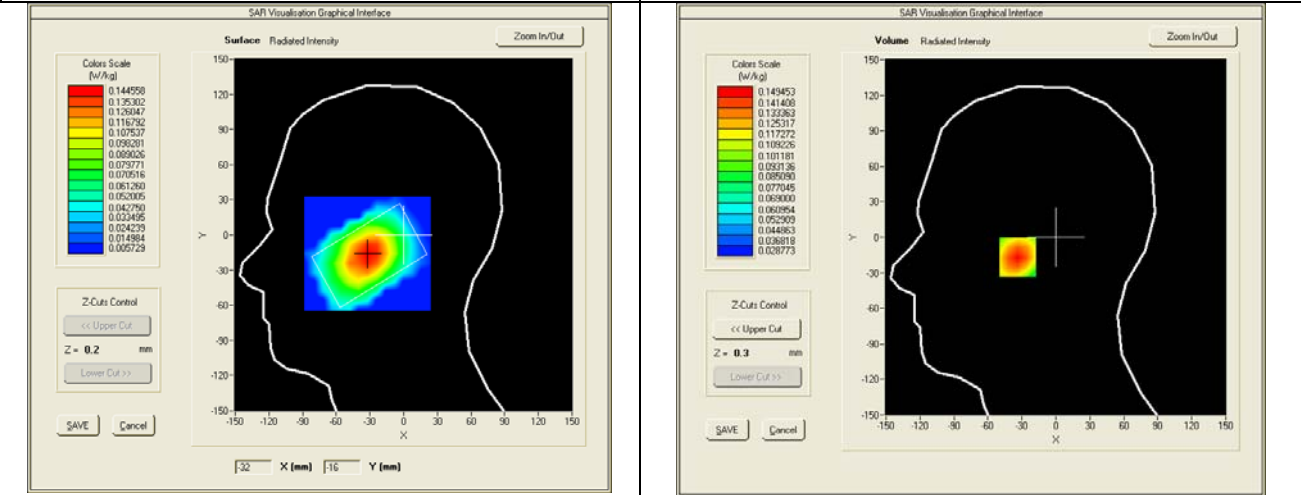 SAR Visualisation Graphical Interface
Surface Radiated Intensity
Zoom In/Out
Colors Scale
(W/kg)
0.144558
0.135302
0.126047
0.116792
0.107537
0.098281
0.089026
0.079771
0.070516
0.061260
0.052005
0.042750
0.033495
0.024239
0.014984
0.005729
Z-Cuts Control
<< Upper Cut
Z = 0.2 mm
Lower Cut >>
SAVE Cancel
150
90
60
30
0
-30
-60
-90
-120
-150
Y
-150 -120 -90 -60 -30 0 30 60 90 120 150
X
-32 X (mm) -16 Y (mm)
SAR Visualisation Graphical Interface
Volume Radiated Intensity
Zoom In/Out
Colors Scale
(W/kg)
0.149453
0.141408
0.133363
0.125317
0.117272
0.109226
0.101181
0.093136
0.085090
0.077045
0.069000
0.060954
0.052909
0.044863
0.036818
0.028773
Z-Cuts Control
<< Upper Cut
Z = 0.3 mm
Lower Cut >>
SAVE Cancel
150
90
60
30
0
-30
-60
-90
-120
-150
Y
-150 -120 -90 -60 -30 0 30 60 90 120 150
X